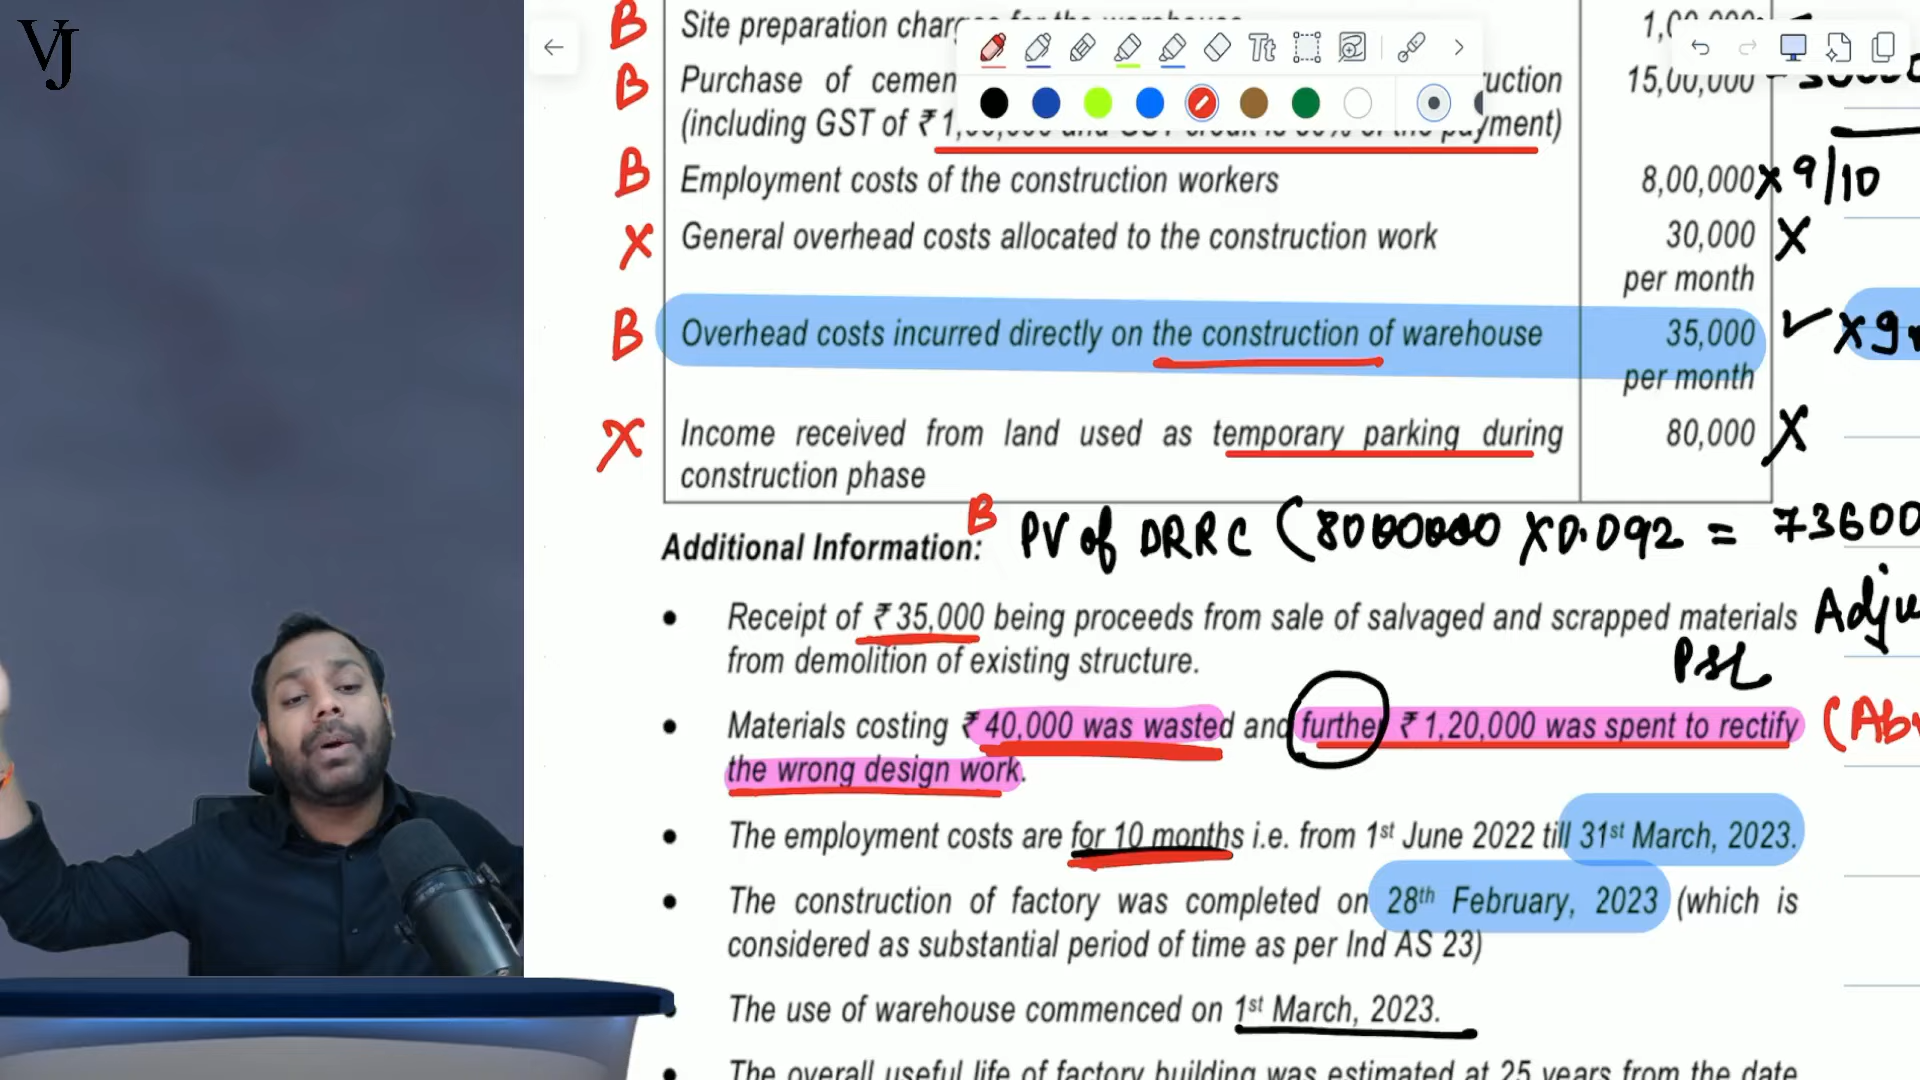 VJ
B Site preparation 1,00,000
B Purchase of uction 15,00,000
(including GST of ₹ yment)
B Employment costs of the construction workers 8,00,000 x 9/10
X General overhead costs allocated to the construction work 30,000 X
per month
B Overhead costs incurred directly on the construction of warehouse 35,000 ✓ x 9
per month
X Income received from land used as temporary parking during 80,000 X
construction phase
Tt
B PV of DRRC (8000000 x 0.092 = 73600
Additional Information:
• Receipt of ₹ 35,000 being proceeds from sale of salvaged and scrapped materials Adju
from demolition of existing structure.
P&L
• Materials costing ₹ 40,000 was wasted and further ₹ 1,20,000 was spent to rectify (Ab
the wrong design work.
• The employment costs are for 10 months i.e. from 1st June 2022 till 31st March, 2023.
• The construction of factory was completed on 28th February, 2023 (which is
considered as substantial period of time as per Ind AS 23)
• The use of warehouse commenced on 1st March, 2023.
• The overall useful life of factory building was estimated at 25 years from the date